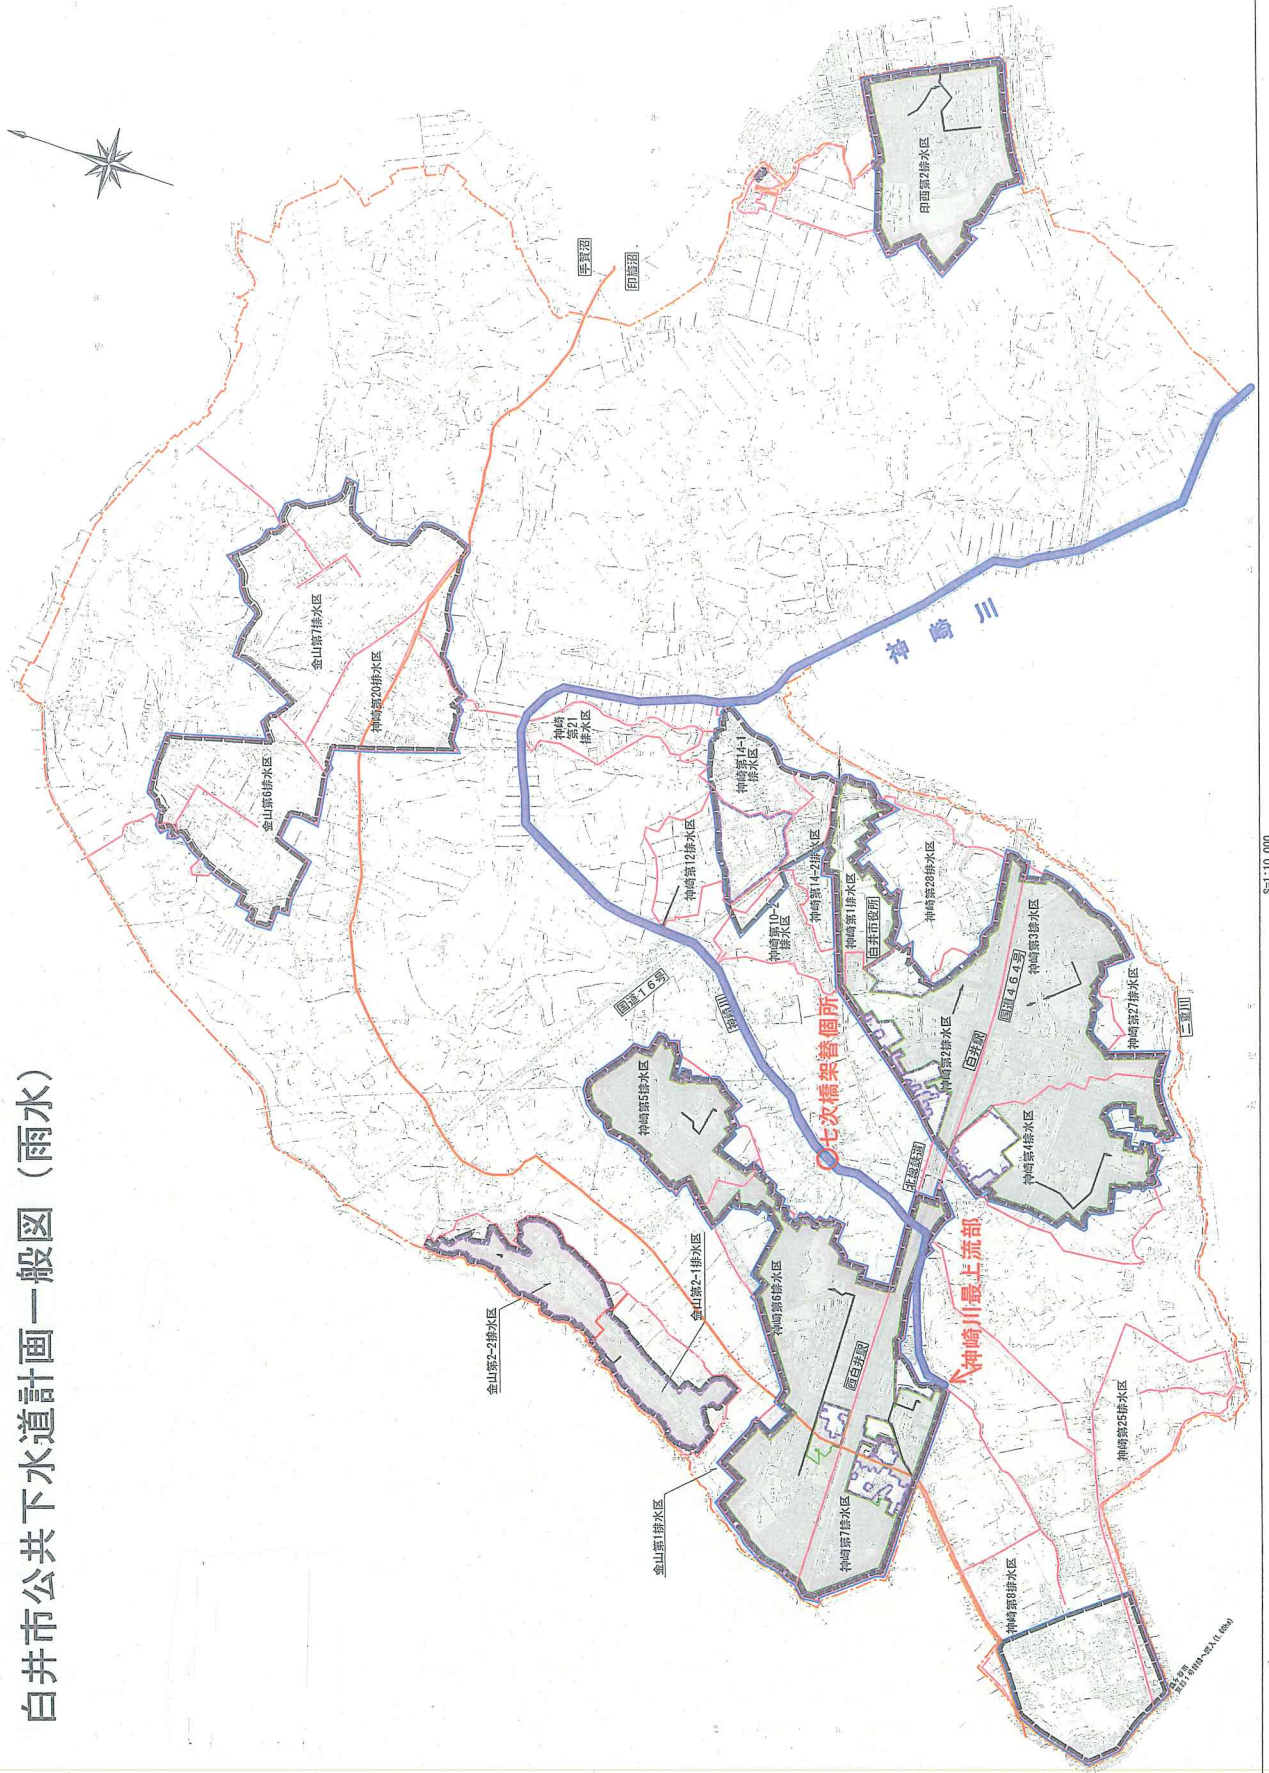 白井市公共下水道計画一般図（雨水）
金山第2-2排水区
金山第2-1排水区
金山第1排水区
金山第6排水区
金山第7排水区
神崎第20排水区
手賀沼
印旛沼
印西第2排水区
神崎
第21
排水区
神崎第12排水区
神崎第14-1
排水区
神崎第14-2排水区
神崎第10-2
排水区
神崎第1排水区
白井市役所
神崎第28排水区
神崎川
国道16号
神崎川
七次橋架替個所
神崎第5排水区
神崎第6排水区
西白井駅
神崎第7排水区
北総鉄道
神崎第2排水区
白井駅
国道464号
神崎第3排水区
神崎第27排水区
二重川
神崎第4排水区
神崎川最上流部
神崎第25排水区
神崎第8排水区
S=1:10,000